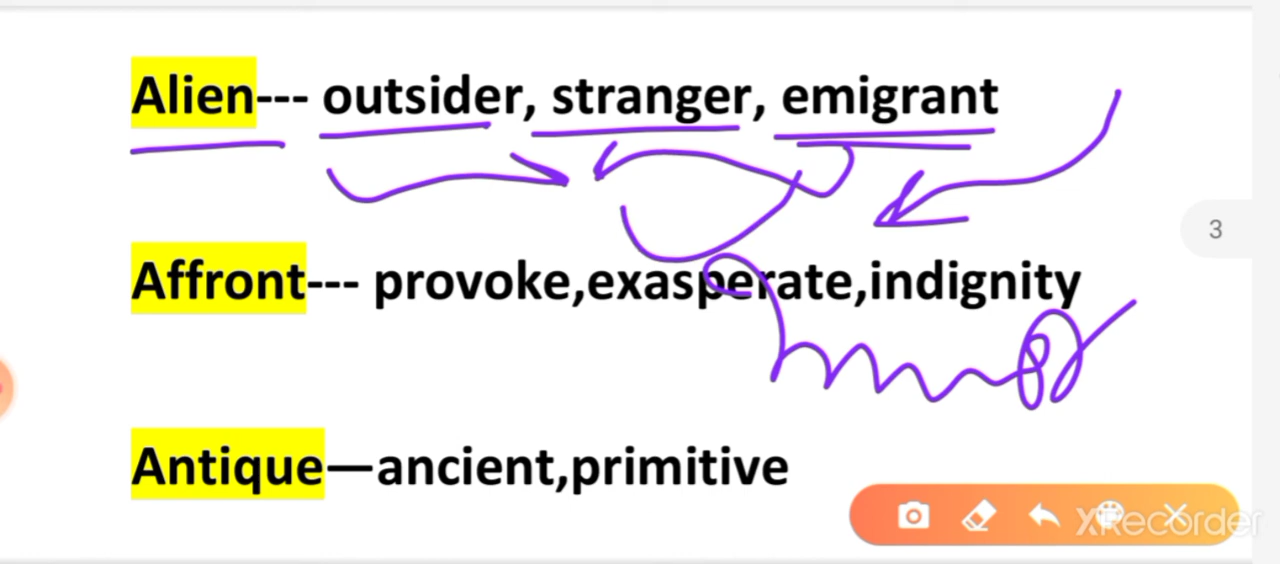 Alien--- outsider, stranger, emigrant
3
Affront--- provoke,exasperate,indignity
Antique—ancient,primitive
XRecorder